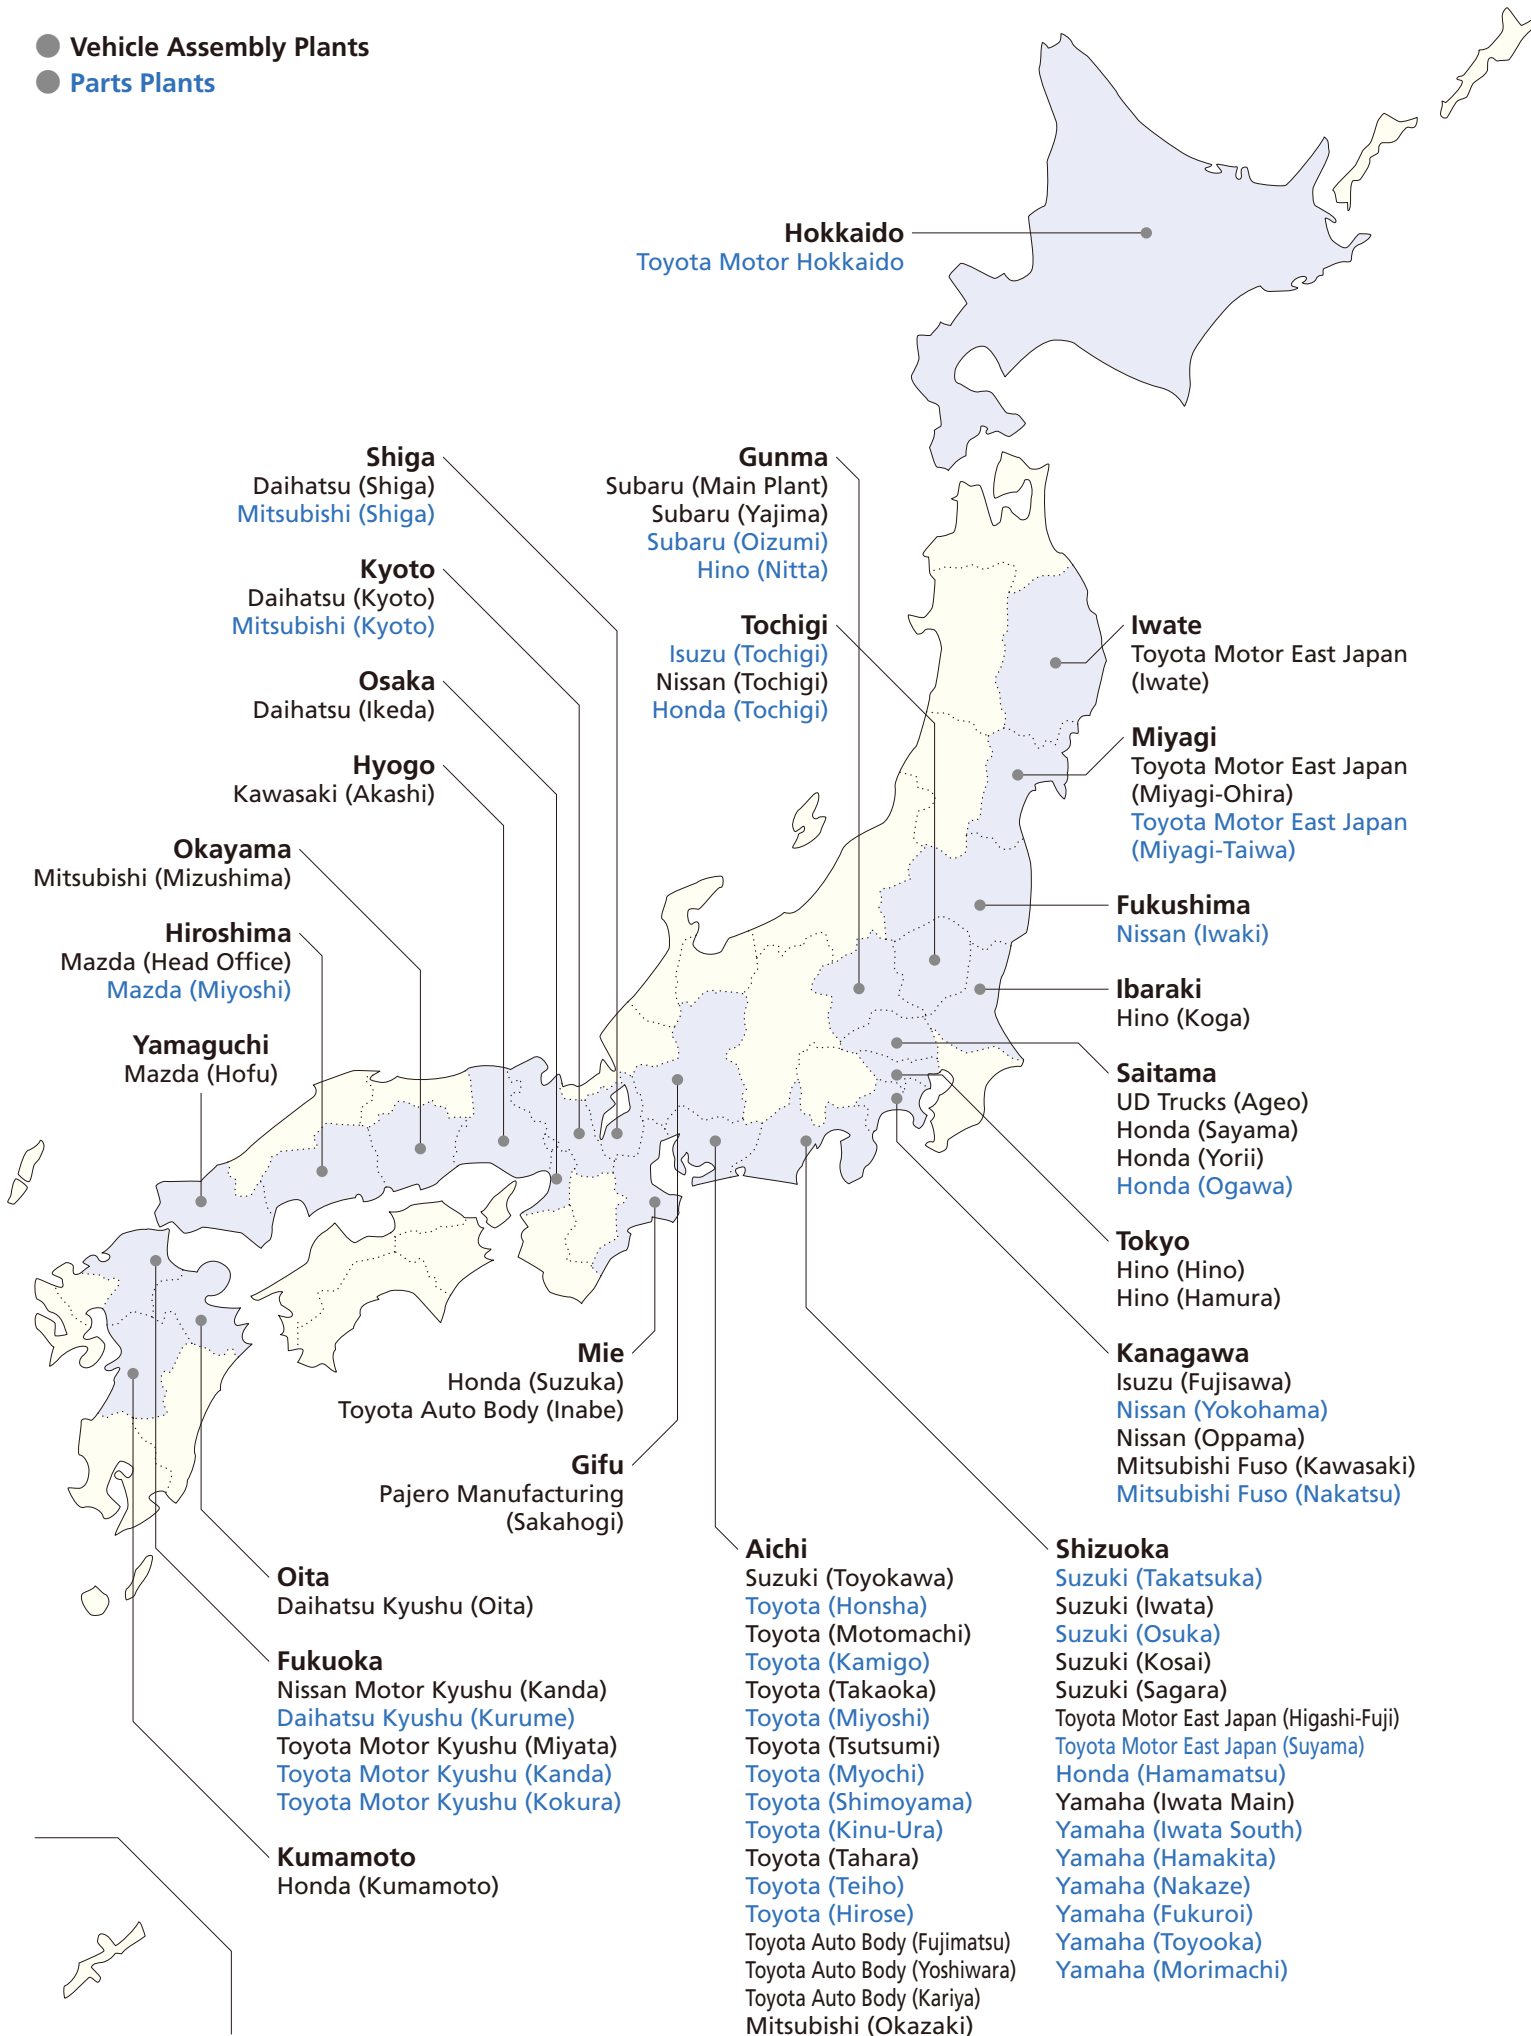 Vehicle Assembly Plants
Parts Plants
Hokkaido
Toyota Motor Hokkaido
Shiga
Daihatsu (Shiga)
Mitsubishi (Shiga)
Kyoto
Daihatsu (Kyoto)
Mitsubishi (Kyoto)
Osaka
Daihatsu (Ikeda)
Hyogo
Kawasaki (Akashi)
Okayama
Mitsubishi (Mizushima)
Hiroshima
Mazda (Head Office)
Mazda (Miyoshi)
Yamaguchi
Mazda (Hofu)
Gunma
Subaru (Main Plant)
Subaru (Yajima)
Subaru (Oizumi)
Hino (Nitta)
Tochigi
Isuzu (Tochigi)
Nissan (Tochigi)
Honda (Tochigi)
Iwate
Toyota Motor East Japan
(Iwate)
Miyagi
Toyota Motor East Japan
(Miyagi-Ohira)
Toyota Motor East Japan
(Miyagi-Taiwa)
Fukushima
Nissan (Iwaki)
Ibaraki
Hino (Koga)
Saitama
UD Trucks (Ageo)
Honda (Sayama)
Honda (Yorii)
Honda (Ogawa)
Tokyo
Hino (Hino)
Hino (Hamura)
Kanagawa
Isuzu (Fujisawa)
Nissan (Yokohama)
Nissan (Oppama)
Mitsubishi Fuso (Kawasaki)
Mitsubishi Fuso (Nakatsu)
Mie
Honda (Suzuka)
Toyota Auto Body (Inabe)
Gifu
Pajero Manufacturing
(Sakahogi)
Oita
Daihatsu Kyushu (Oita)
Fukuoka
Nissan Motor Kyushu (Kanda)
Daihatsu Kyushu (Kurume)
Toyota Motor Kyushu (Miyata)
Toyota Motor Kyushu (Kanda)
Toyota Motor Kyushu (Kokura)
Kumamoto
Honda (Kumamoto)
Aichi
Suzuki (Toyokawa)
Toyota (Honsha)
Toyota (Motomachi)
Toyota (Kamigo)
Toyota (Takaoka)
Toyota (Miyoshi)
Toyota (Tsutsumi)
Toyota (Myochi)
Toyota (Shimoyama)
Toyota (Kinu-Ura)
Toyota (Tahara)
Toyota (Teiho)
Toyota (Hirose)
Toyota Auto Body (Fujimatsu)
Toyota Auto Body (Yoshiwara)
Toyota Auto Body (Kariya)
Mitsubishi (Okazaki)
Shizuoka
Suzuki (Takatsuka)
Suzuki (Iwata)
Suzuki (Osuka)
Suzuki (Kosai)
Suzuki (Sagara)
Toyota Motor East Japan (Higashi-Fuji)
Toyota Motor East Japan (Suyama)
Honda (Hamamatsu)
Yamaha (Iwata Main)
Yamaha (Iwata South)
Yamaha (Hamakita)
Yamaha (Nakaze)
Yamaha (Fukuroi)
Yamaha (Toyooka)
Yamaha (Morimachi)